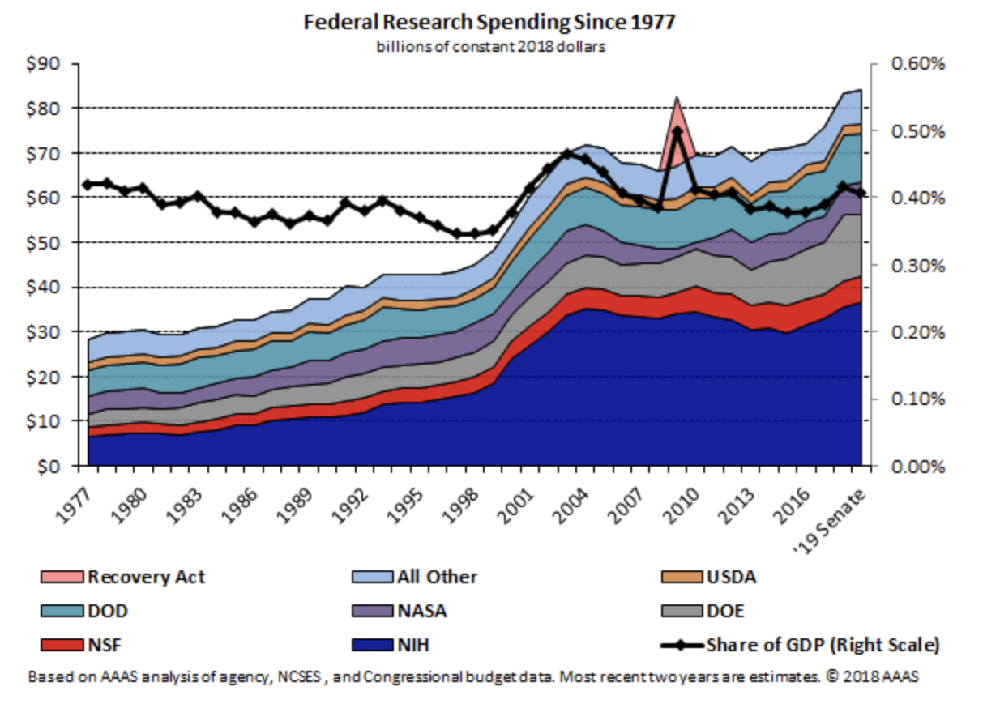 Federal Research Spending Since 1977
billions of constant 2018 dollars
$90
$80
$70
$60
$50
$40
$30
$20
$10
$0
0.60%
0.50%
0.40%
0.30%
0.20%
0.10%
0.00%
1977
1980
1983
1986
1989
1992
1995
1998
2001
2004
2007
2010
2013
2016
'19 Senate
Recovery Act
All Other
USDA
DOD
NASA
DOE
NSF
NIH
Share of GDP (Right Scale)
Based on AAAS analysis of agency, NCSES , and Congressional budget data. Most recent two years are estimates. © 2018 AAAS